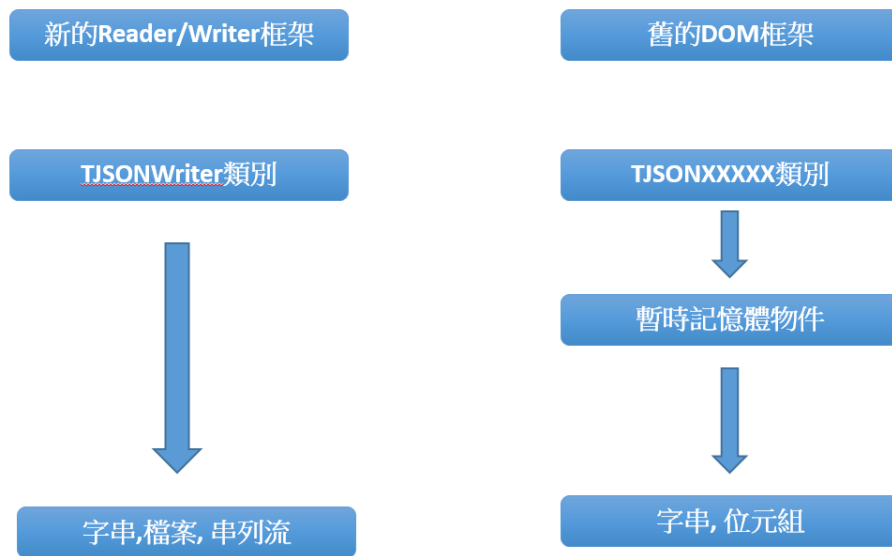 新的Reader/Writer框架
舊的DOM框架
TJSONWriter類別
TJSONXXXXX類別
暫時記憶體物件
字串,檔案, 串列流
字串, 位元組